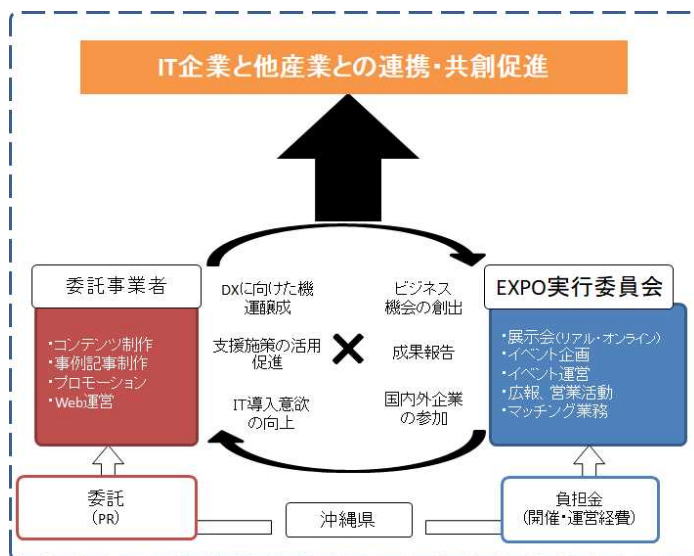 IT企業と他産業との連携・共創促進
委託事業者
・コンテンツ制作
・事例記事制作
・プロモーション
・Web運営
DXに向けた機
運醸成
支援施策の活用
促進
IT導入意欲
の向上
×
ビジネス
機会の創出
成果報告
国内外企業
の参加
EXPO実行委員会
・展示会(リアル・オンライン)
・イベント企画
・イベント運営
・広報、営業活動
・マッチング業務
委託
(PR)
沖縄県
負担金
(開催・運営経費)